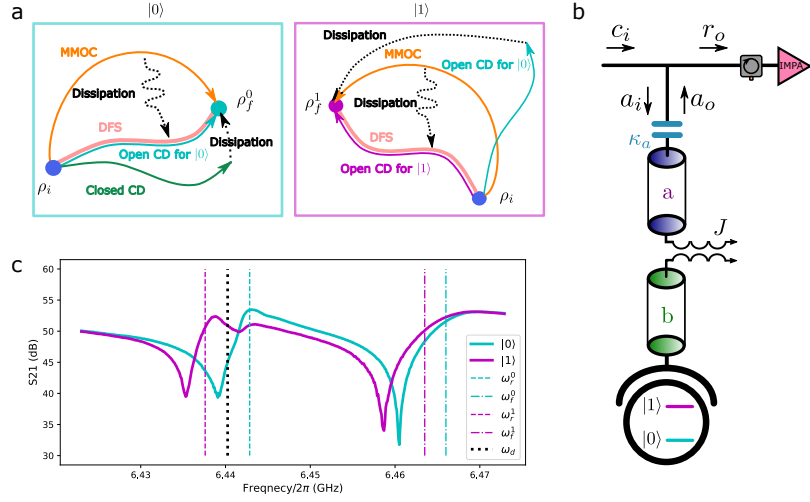 a
|0⟩
|1⟩
MMOC
Dissipation
ρ_f^0
DFS
Dissipation
Open CD for |0⟩
Closed CD
ρ_i
Dissipation
MMOC
Open CD for |0⟩
ρ_f^1
Dissipation
DFS
Open CD for |1⟩
ρ_i
b
c_i
r_o
IMPA
a_i
a_o
κ_a
a
J
b
|1⟩
|0⟩
c
S21 (dB)
60
55
50
45
40
35
30
6,43
6,44
6,45
6,46
6,47
Freqnecy/2π (GHz)
|0⟩
|1⟩
ω_r^0
ω_f^0
ω_r^1
ω_f^1
ω_d